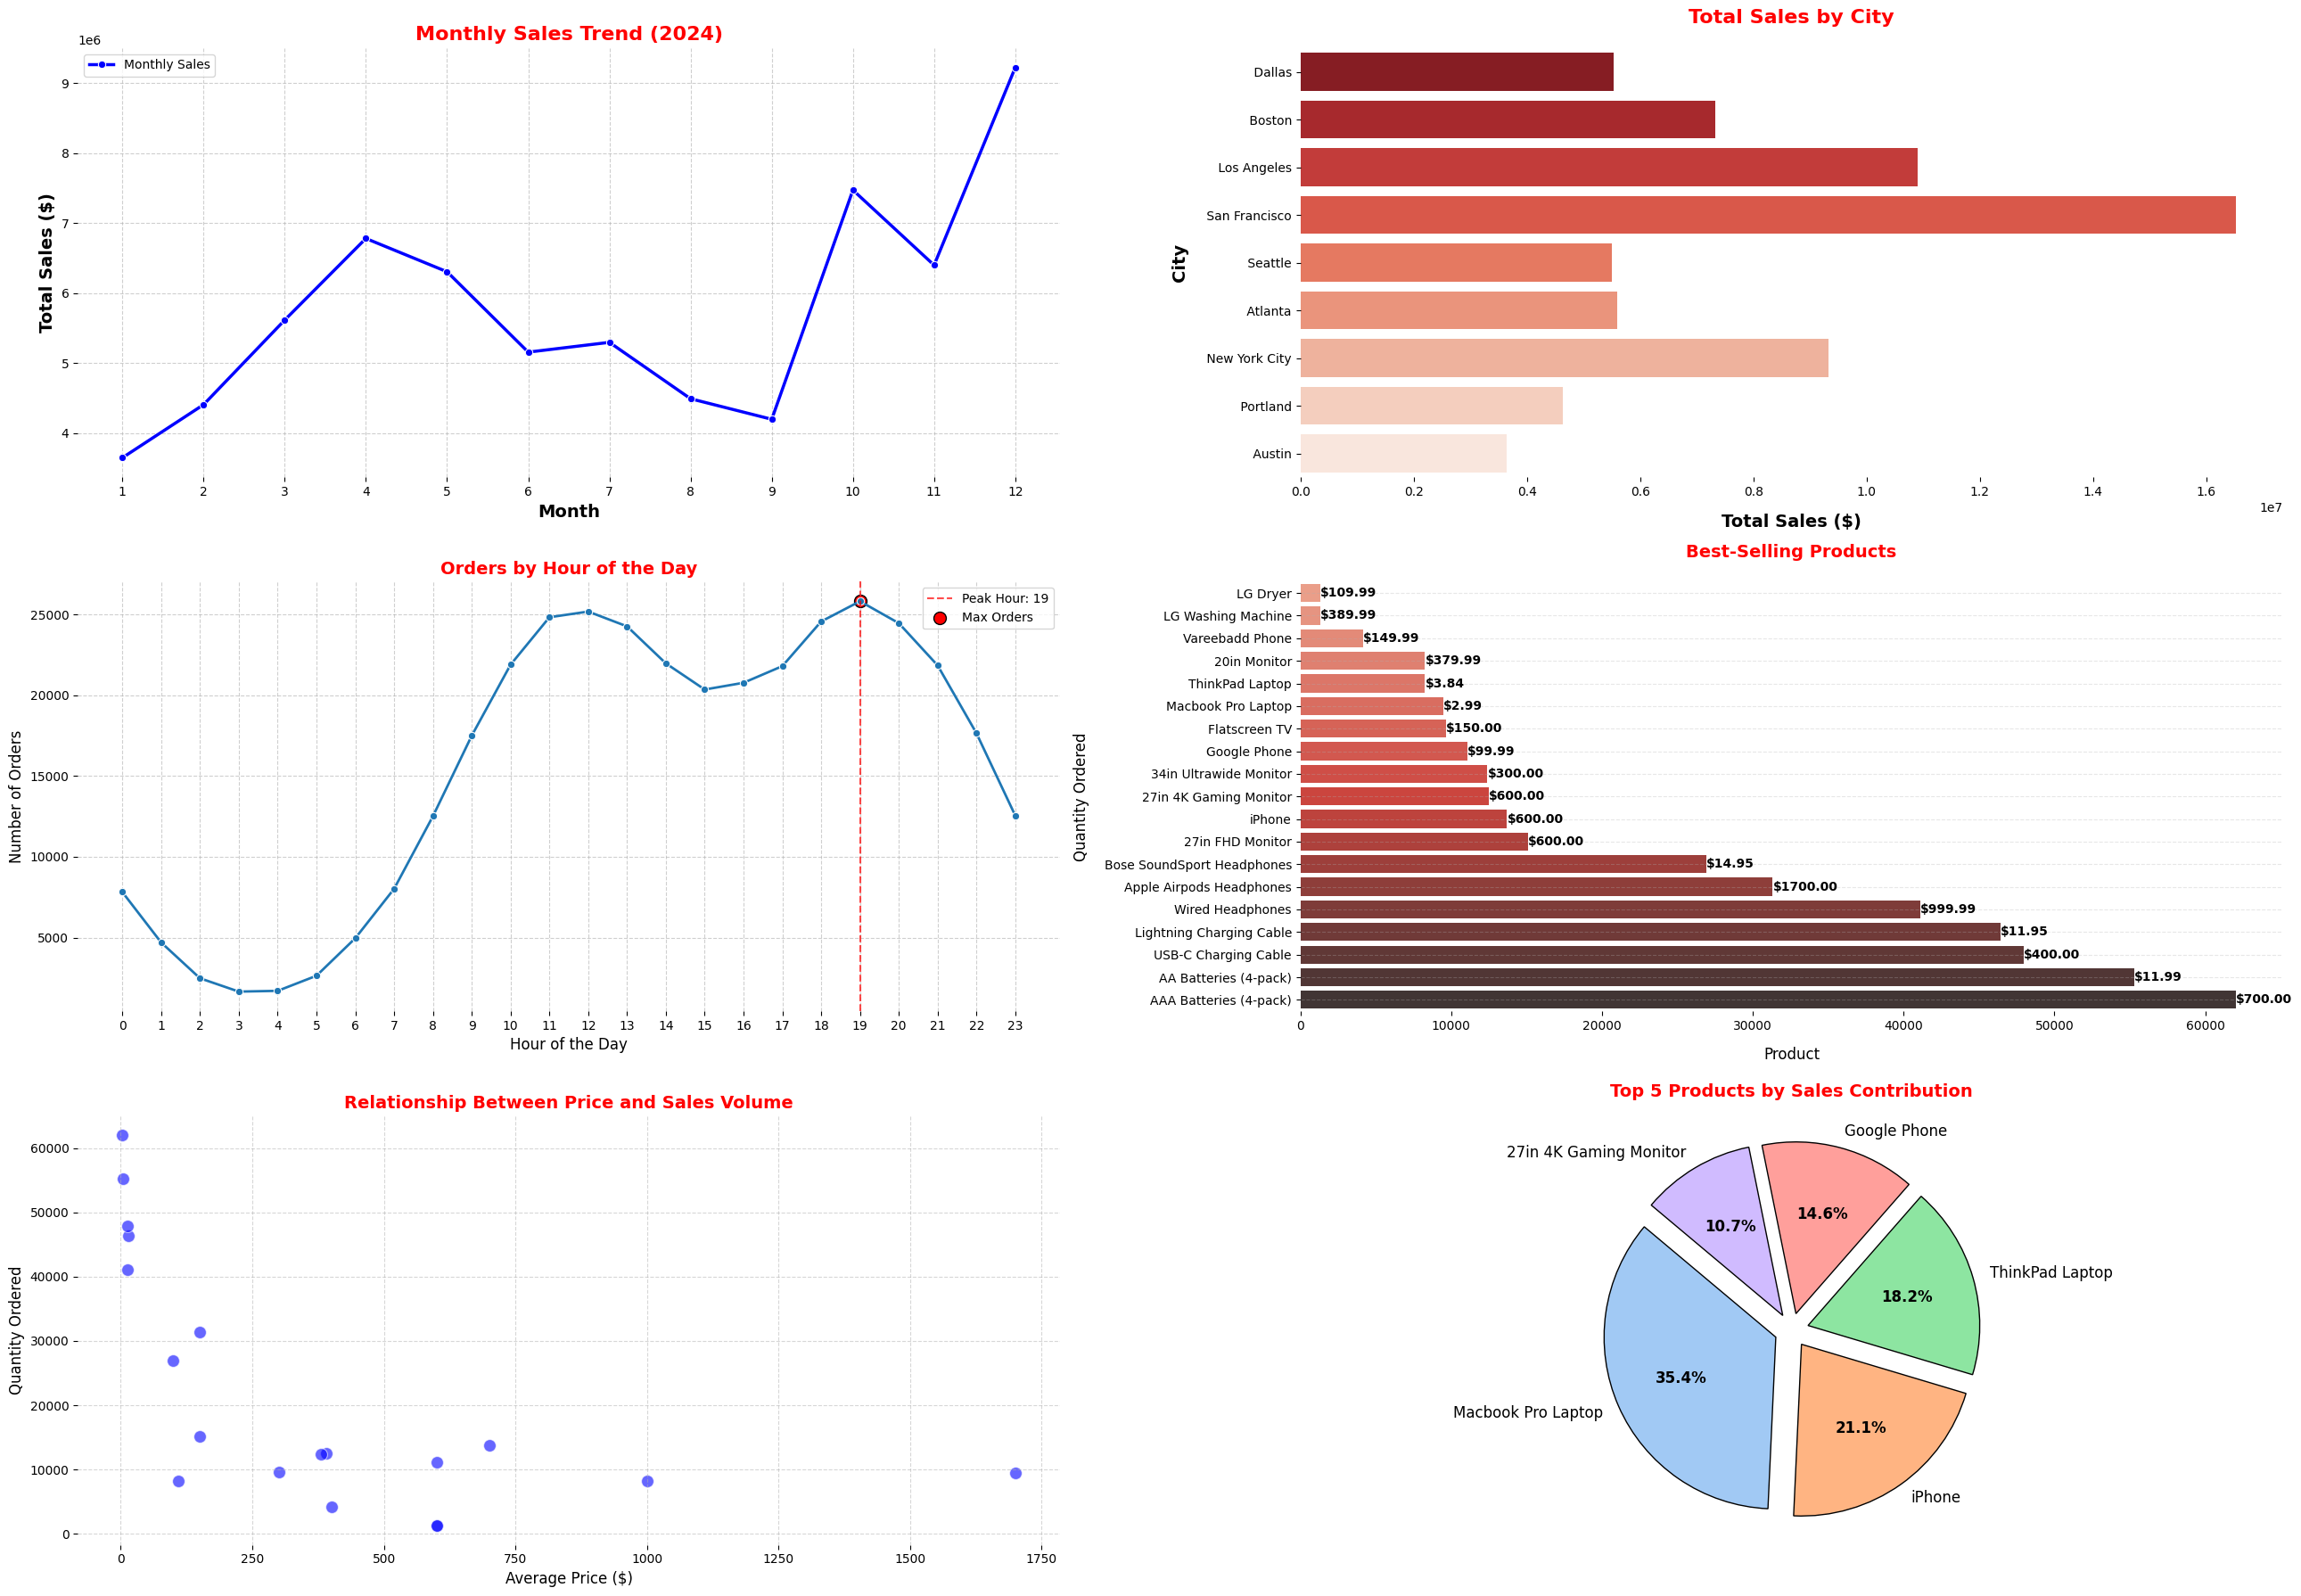 Monthly Sales Trend (2024)
1e6
Monthly Sales
Total Sales ($)
9
8
7
6
5
4
1 2 3 4 5 6 7 8 9 10 11 12
Month
Total Sales by City
City
Dallas
Boston
Los Angeles
San Francisco
Seattle
Atlanta
New York City
Portland
Austin
0.0 0.2 0.4 0.6 0.8 1.0 1.2 1.4 1.6
1e7
Total Sales ($)
Orders by Hour of the Day
Peak Hour: 19
Max Orders
Number of Orders
25000
20000
15000
10000
5000
0 1 2 3 4 5 6 7 8 9 10 11 12 13 14 15 16 17 18 19 20 21 22 23
Hour of the Day
Best-Selling Products
Quantity Ordered
LG Dryer $109.99
LG Washing Machine $389.99
Vareebadd Phone $149.99
20in Monitor $379.99
ThinkPad Laptop $3.84
Macbook Pro Laptop $2.99
Flatscreen TV $150.00
Google Phone $99.99
34in Ultrawide Monitor $300.00
27in 4K Gaming Monitor $600.00
iPhone $600.00
27in FHD Monitor $600.00
Bose SoundSport Headphones $14.95
Apple Airpods Headphones $1700.00
Wired Headphones $999.99
Lightning Charging Cable $11.95
USB-C Charging Cable $400.00
AA Batteries (4-pack) $11.99
AAA Batteries (4-pack) $700.00
0 10000 20000 30000 40000 50000 60000
Product
Relationship Between Price and Sales Volume
Quantity Ordered
60000
50000
40000
30000
20000
10000
0
0 250 500 750 1000 1250 1500 1750
Average Price ($)
Top 5 Products by Sales Contribution
Google Phone
27in 4K Gaming Monitor
14.6%
10.7%
ThinkPad Laptop
18.2%
35.4%
Macbook Pro Laptop
21.1%
iPhone